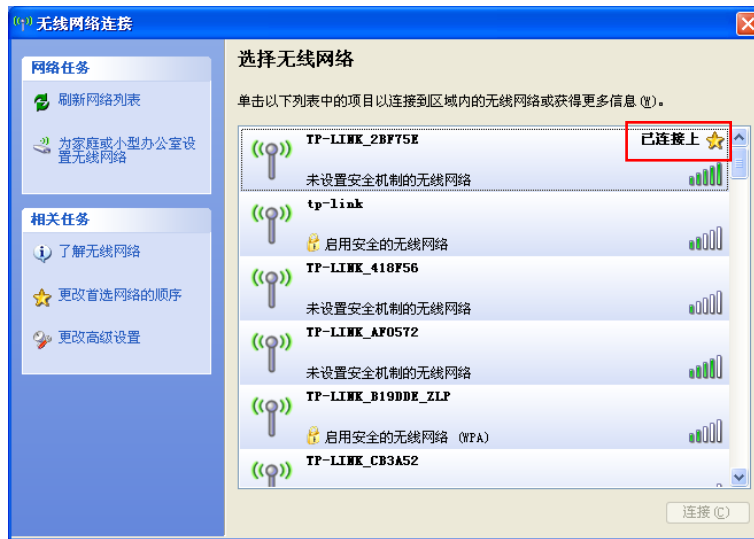 无线网络连接
网络任务
刷新网络列表
为家庭或小型办公室设
置无线网络
相关任务
了解无线网络
更改首选网络的顺序
更改高级设置
选择无线网络
单击以下列表中的项目以连接到区域内的无线网络或获得更多信息(W)。
TP-LINK_2BF75E
已连接上
未设置安全机制的无线网络
tp-link
启用安全的无线网络
TP-LINK_418F56
未设置安全机制的无线网络
TP-LINK_AF0572
未设置安全机制的无线网络
TP-LINK_B19DDE_ZLP
启用安全的无线网络 (WPA)
TP-LINK_CB3A52
连接(C)